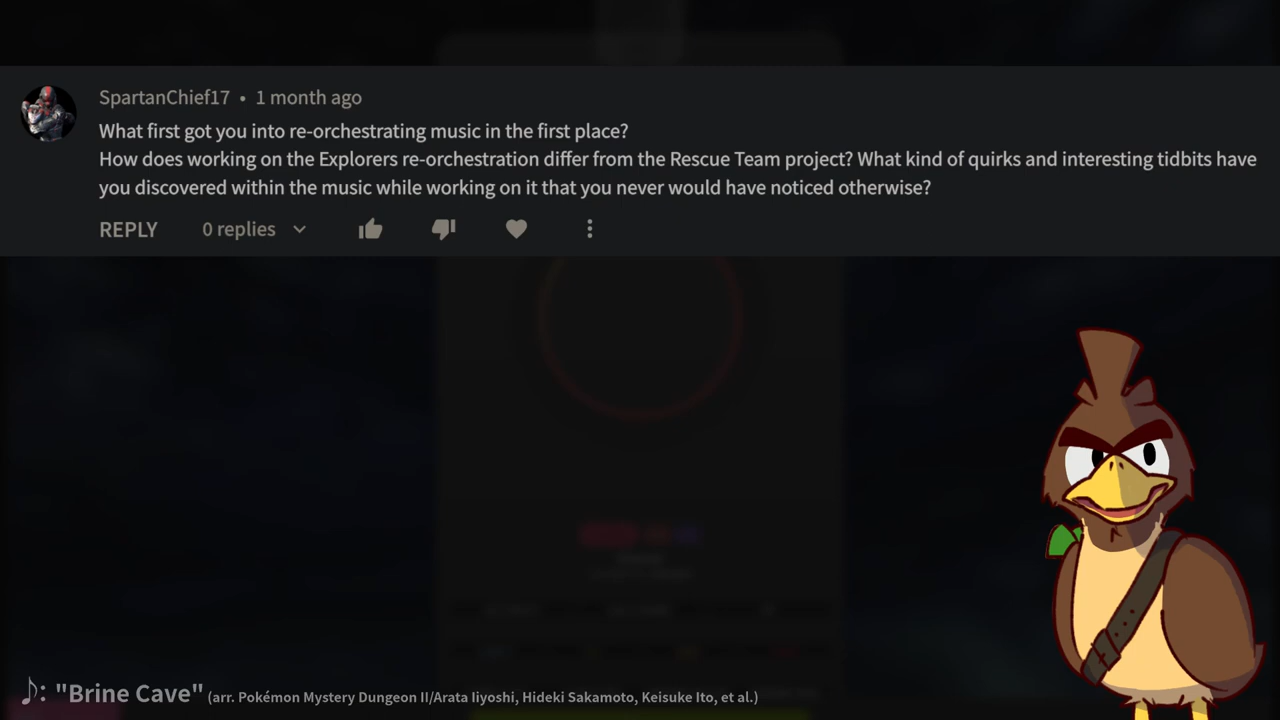 SpartanChief17 • 1 month ago
What first got you into re-orchestrating music in the first place?
How does working on the Explorers re-orchestration differ from the Rescue Team project? What kind of quirks and interesting tidbits have
you discovered within the music while working on it that you never would have noticed otherwise?
REPLY 0 replies
♪: "Brine Cave" (arr. Pokémon Mystery Dungeon II/Arata Iiyoshi, Hideki Sakamoto, Keisuke Ito, et al.)